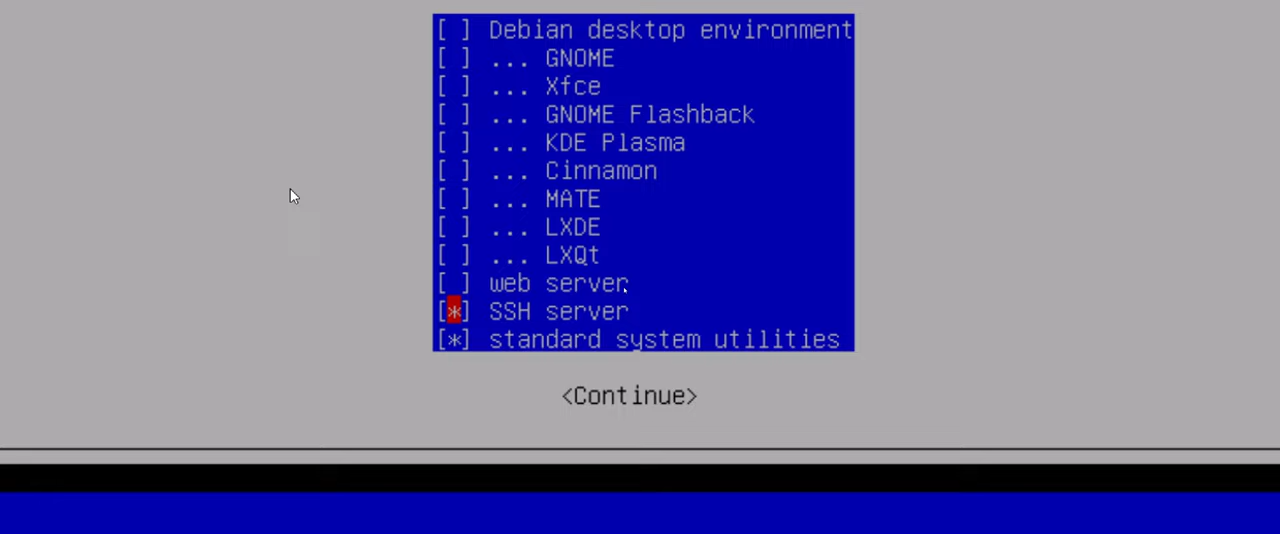 [ ] Debian desktop environment
[ ] ... GNOME
[ ] ... Xfce
[ ] ... GNOME Flashback
[ ] ... KDE Plasma
[ ] ... Cinnamon
[ ] ... MATE
[ ] ... LXDE
[ ] ... LXQt
[ ] web server
[*] SSH server
[*] standard system utilities
<Continue>